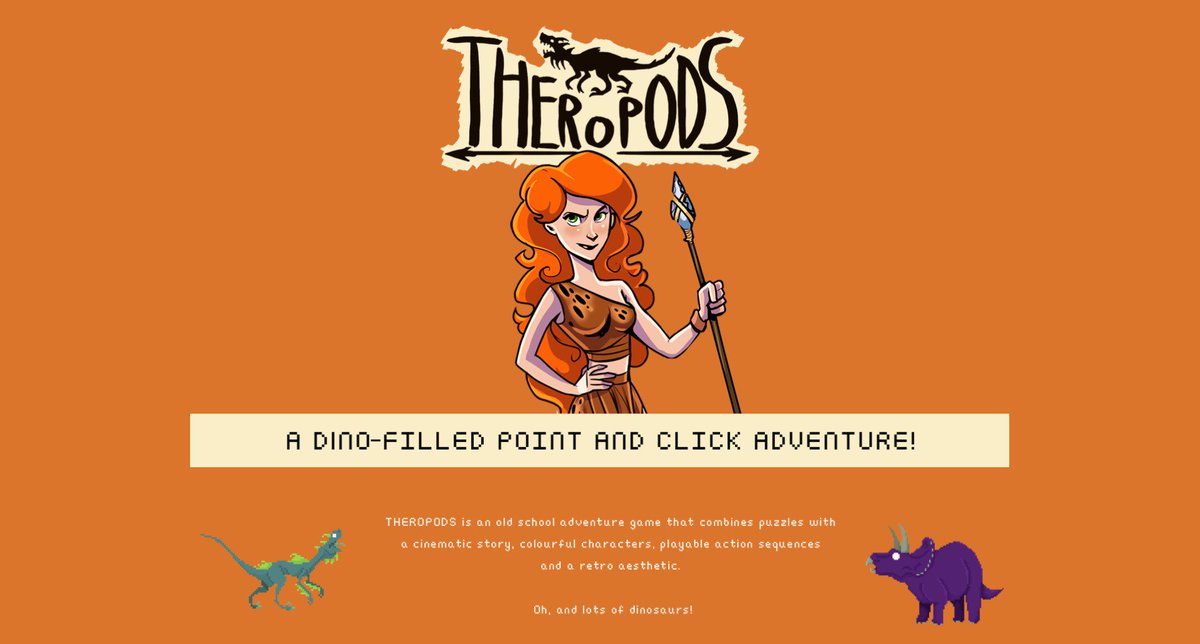 THEROPODS
A DINO-FILLED POINT AND CLICK ADVENTURE!
THEROPODS is an old school adventure game that combines puzzles with
a cinematic story, colourful characters, playable action sequences
and a retro aesthetic.
Oh, and lots of dinosaurs!